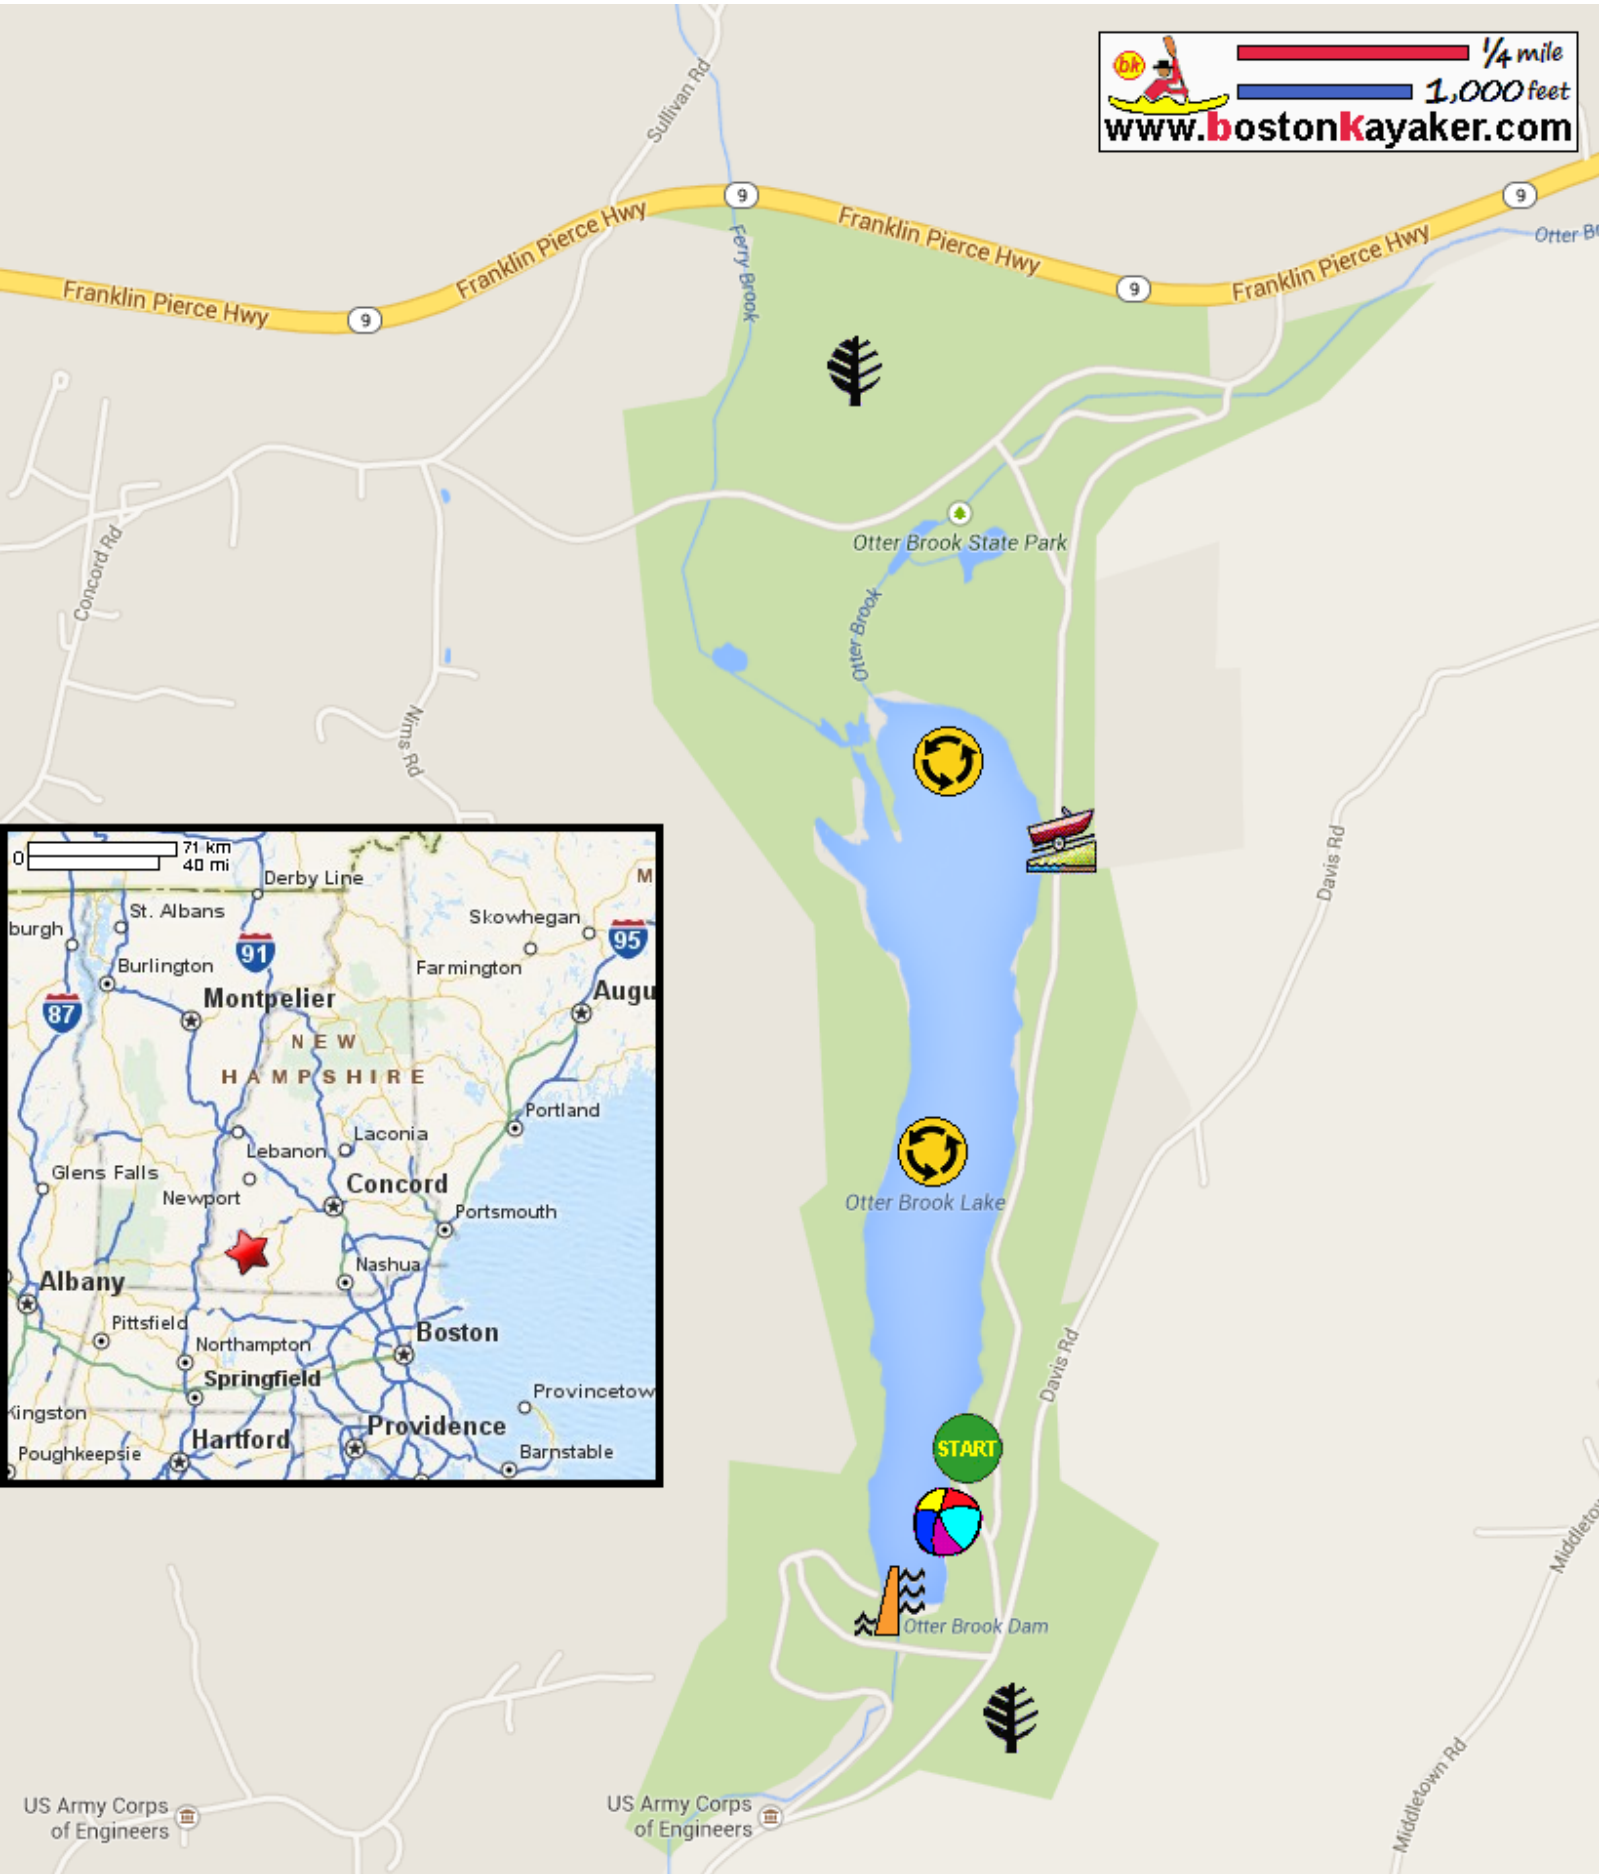 bk
1/4 mile
1,000 feet
www.bostonkayaker.com
Sullivan Rd
9
9
Franklin Pierce Hwy
Franklin Pierce Hwy
Franklin Pierce Hwy
Franklin Pierce Hwy
9
9
Ferry Brook
Otter Brook State Park
Concord Rd
Otter Brook
Nims Rd
Davis Rd
0
71 km
40 mi
Derby Line
St. Albans
Skowhegan
burgh
91
95
Burlington
Farmington
Montpelier
Augu
87
NEW
HAMPSHIRE
Portland
Laconia
Lebanon
Glens Falls
Newport
Concord
Portsmouth
Nashua
Albany
Pittsfield
Boston
Northampton
Springfield
Provincetow
Kingston
Providence
Hartford
Poughkeepsie
Barnstable
Otter Brook Lake
Davis Rd
START
Otter Brook Dam
Middletown Rd
US Army Corps
of Engineers
US Army Corps
of Engineers